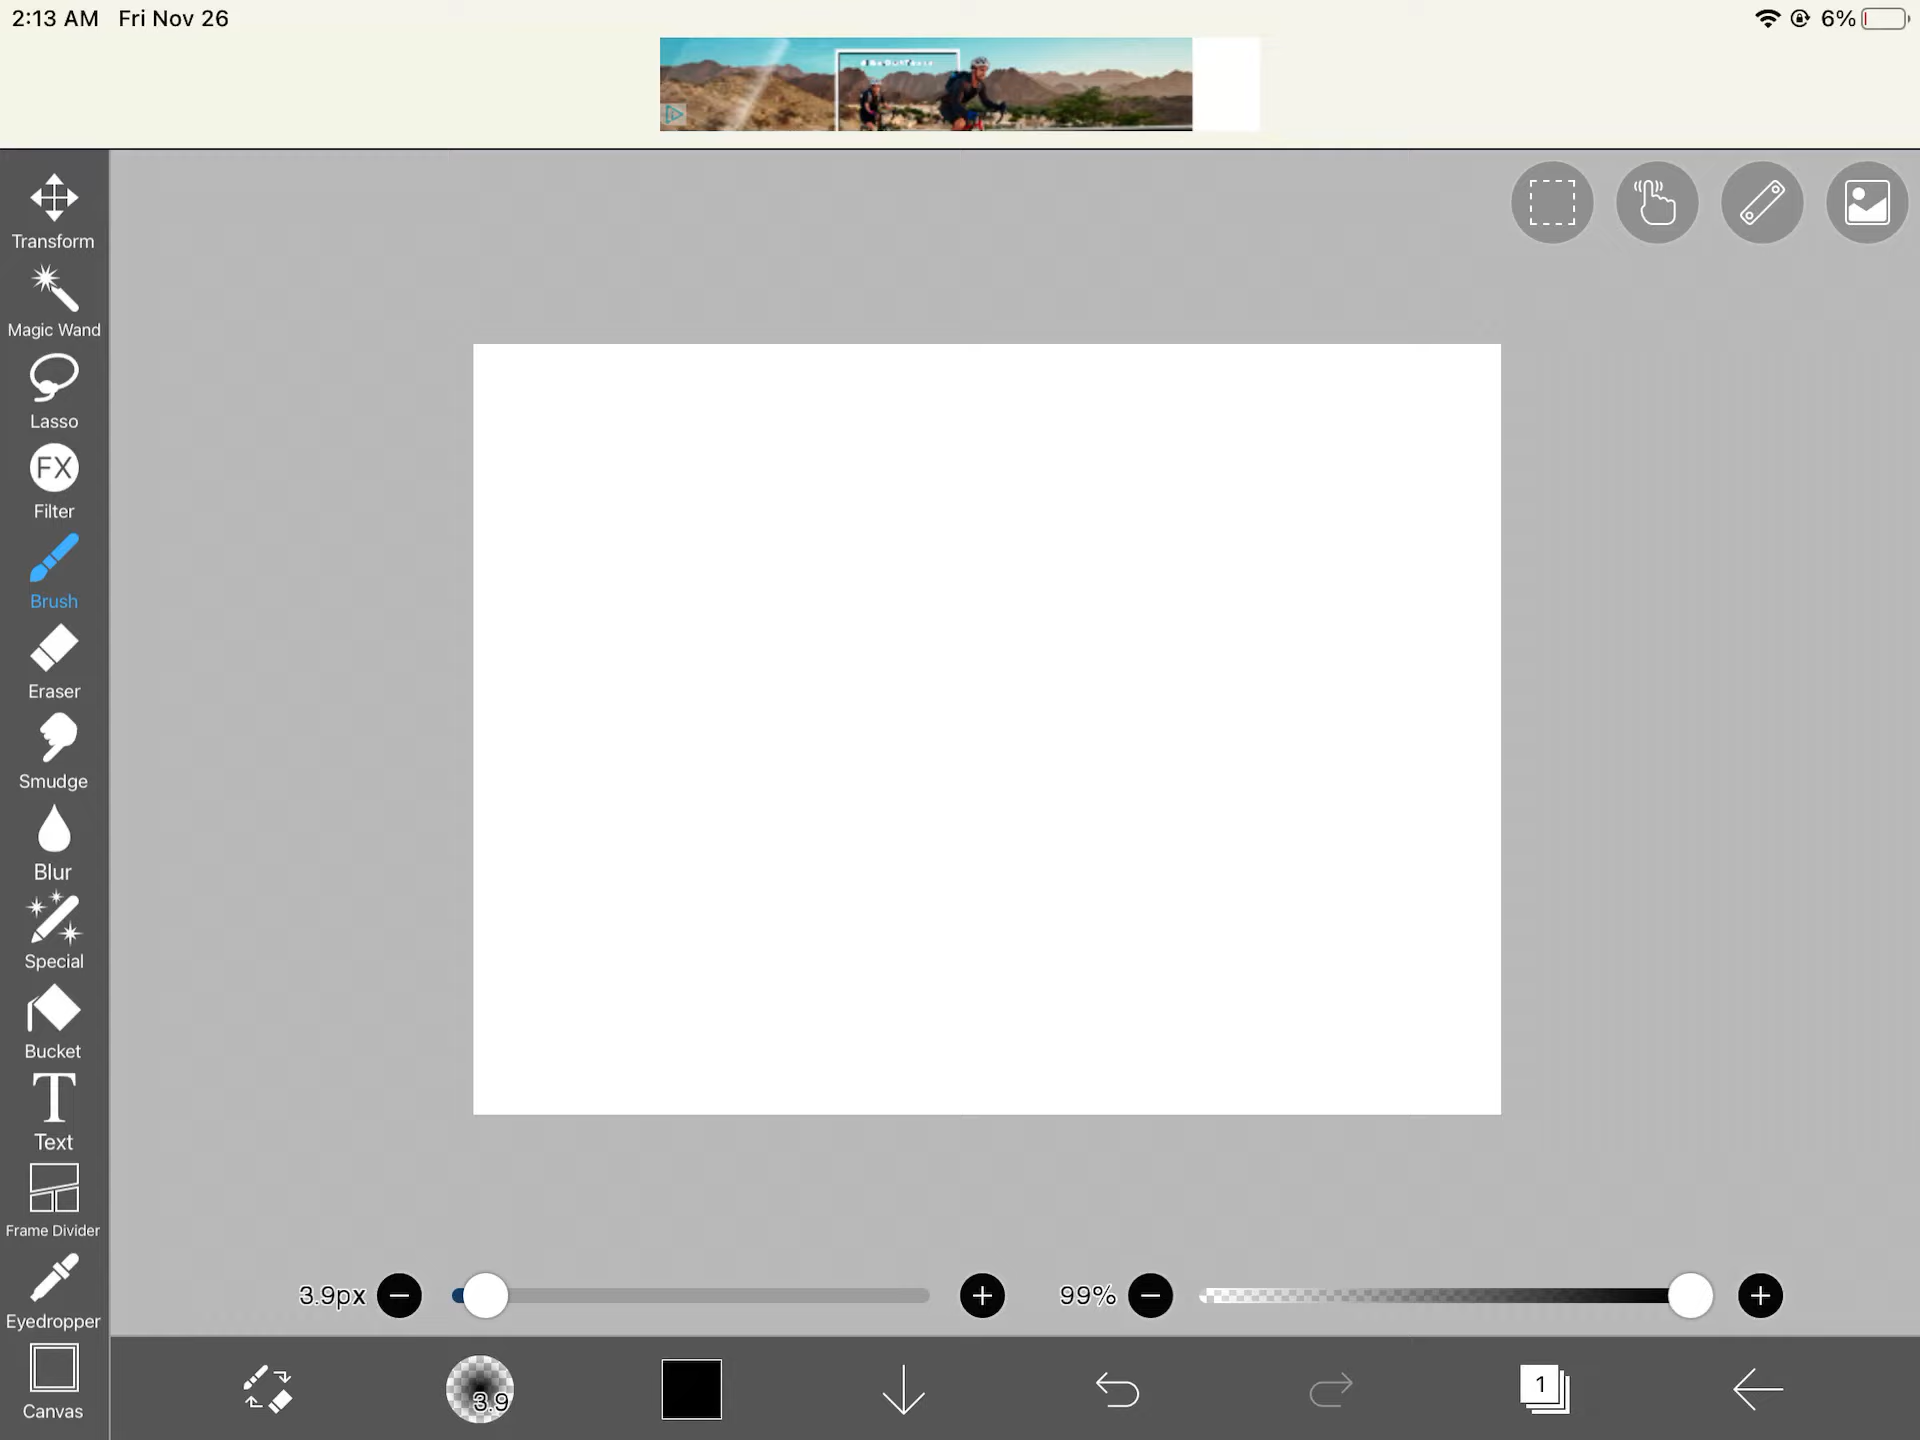 2:13 AM Fri Nov 26
6%
Transform
Magic Wand
Lasso
FX
Filter
Brush
Eraser
Smudge
Blur
Special
Bucket
T
Text
Frame Divider
Eyedropper
Canvas
3.9px
99%
3.9
1